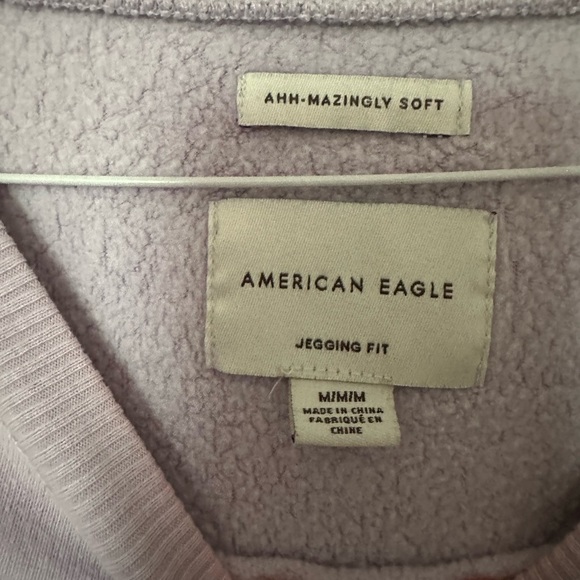 AHH-MAZINGLY SOFT
AMERICAN EAGLE
JEGGING FIT
M/M/M
MADE IN CHINA
FABRIQUÉ EN
CHINE